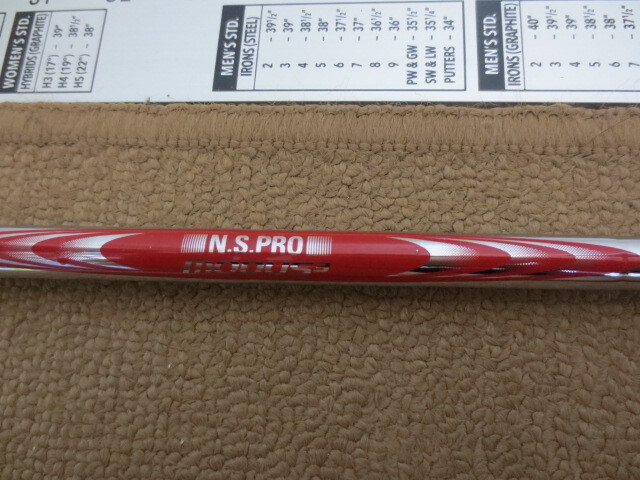 WOMEN'S STD.
HYBRIDS (GRAPHITE)
H3 (17°) - 39"
H4 (19°) - 38½"
H5 (22°) - 38"
MEN'S STD.
IRONS (STEEL)
2 - 39½"
3 - 39"
4 - 38½"
5 - 38"
6 - 37½"
7 - 37"
8 - 36½"
9 - 36"
PW & GW - 35½"
SW & LW - 35¼"
PUTTERS - 34"
MEN'S STD.
IRONS (GRAPHITE)
2 - 40"
3 - 39½"
4 - 39"
5 - 38½"
6 - 38"
7 - 37½"
N.S.PRO